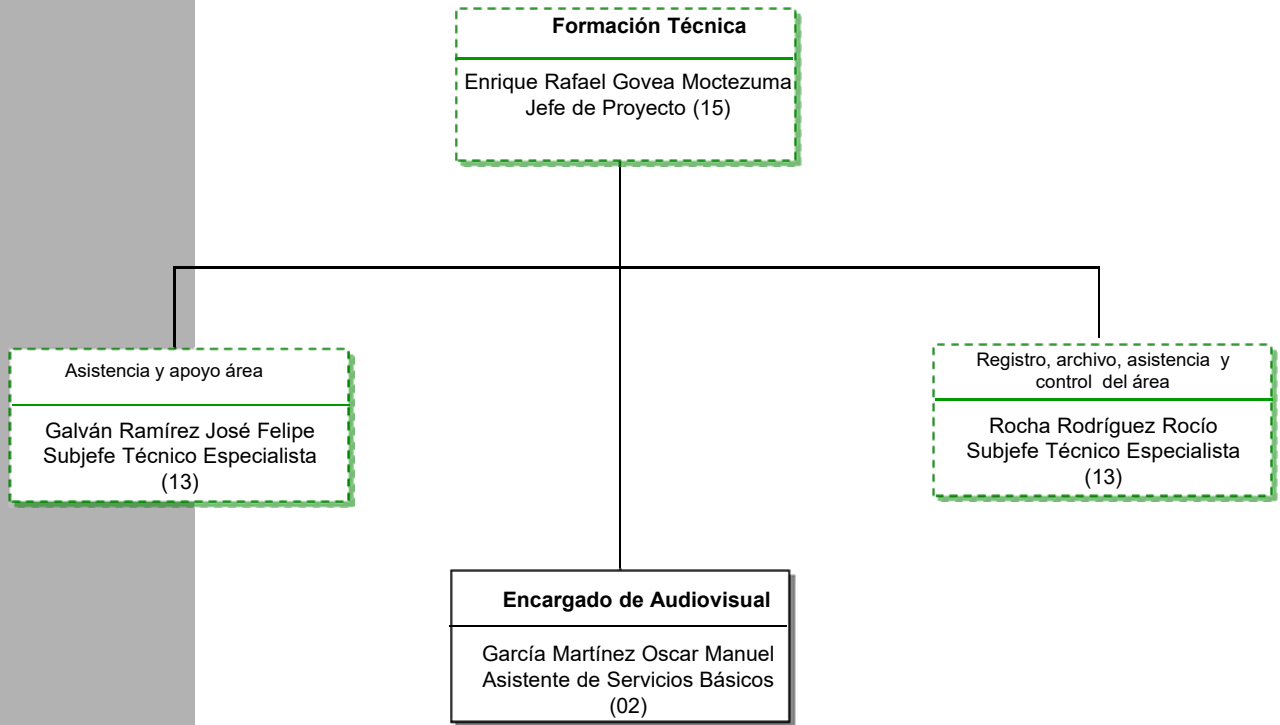 Formación Técnica
Enrique Rafael Govea Moctezuma
Jefe de Proyecto (15)
Asistencia y apoyo área
Galván Ramírez José Felipe
Subjefe Técnico Especialista
(13)
Registro, archivo, asistencia y
control del área
Rocha Rodríguez Rocío
Subjefe Técnico Especialista
(13)
Encargado de Audiovisual
García Martínez Oscar Manuel
Asistente de Servicios Básicos
(02)